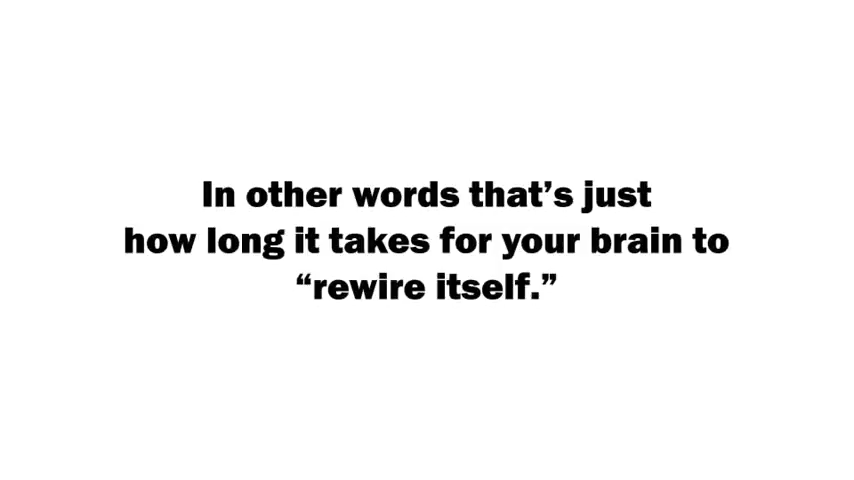 In other words that’s just
how long it takes for your brain to
“rewire itself.”